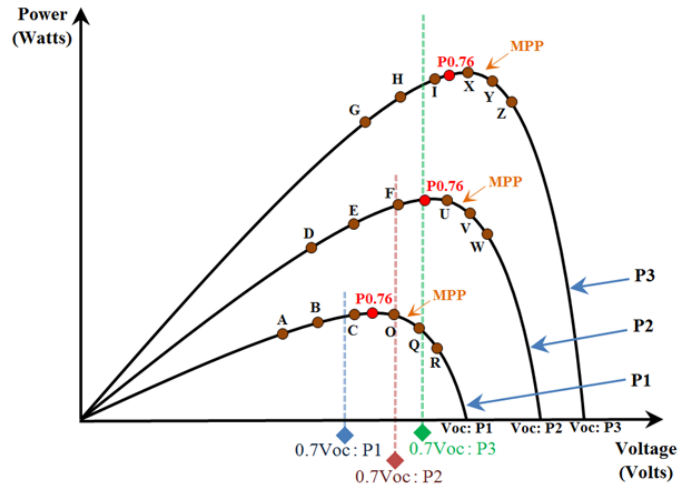 Power
(Watts)
P0.76
MPP
H
I
X
Y
G
Z
P0.76
MPP
F
E
U
V
D
W
P3
P0.76
MPP
B
A
C
O
P2
Q
R
P1
Voc: P1
Voc: P2
Voc: P3
0.7Voc: P1
0.7Voc: P3
Voltage
(Volts)
0.7Voc: P2